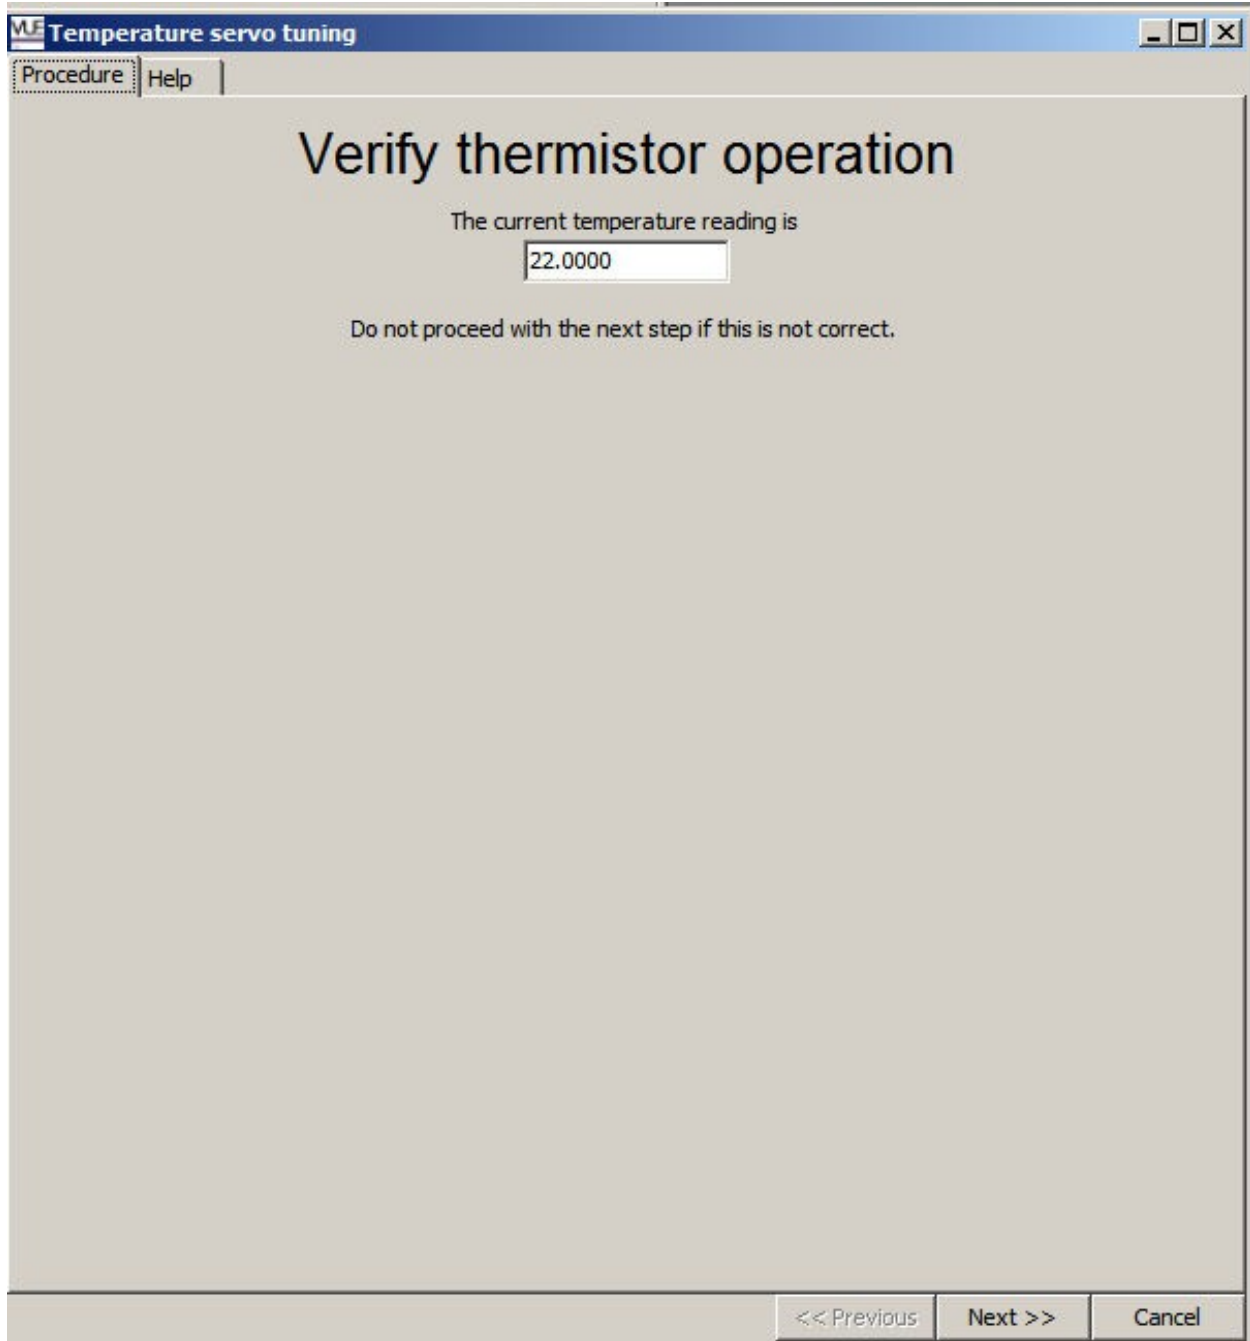 Temperature servo tuning
Procedure Help
Verify thermistor operation
The current temperature reading is
22.0000
Do not proceed with the next step if this is not correct.
<< Previous Next >> Cancel